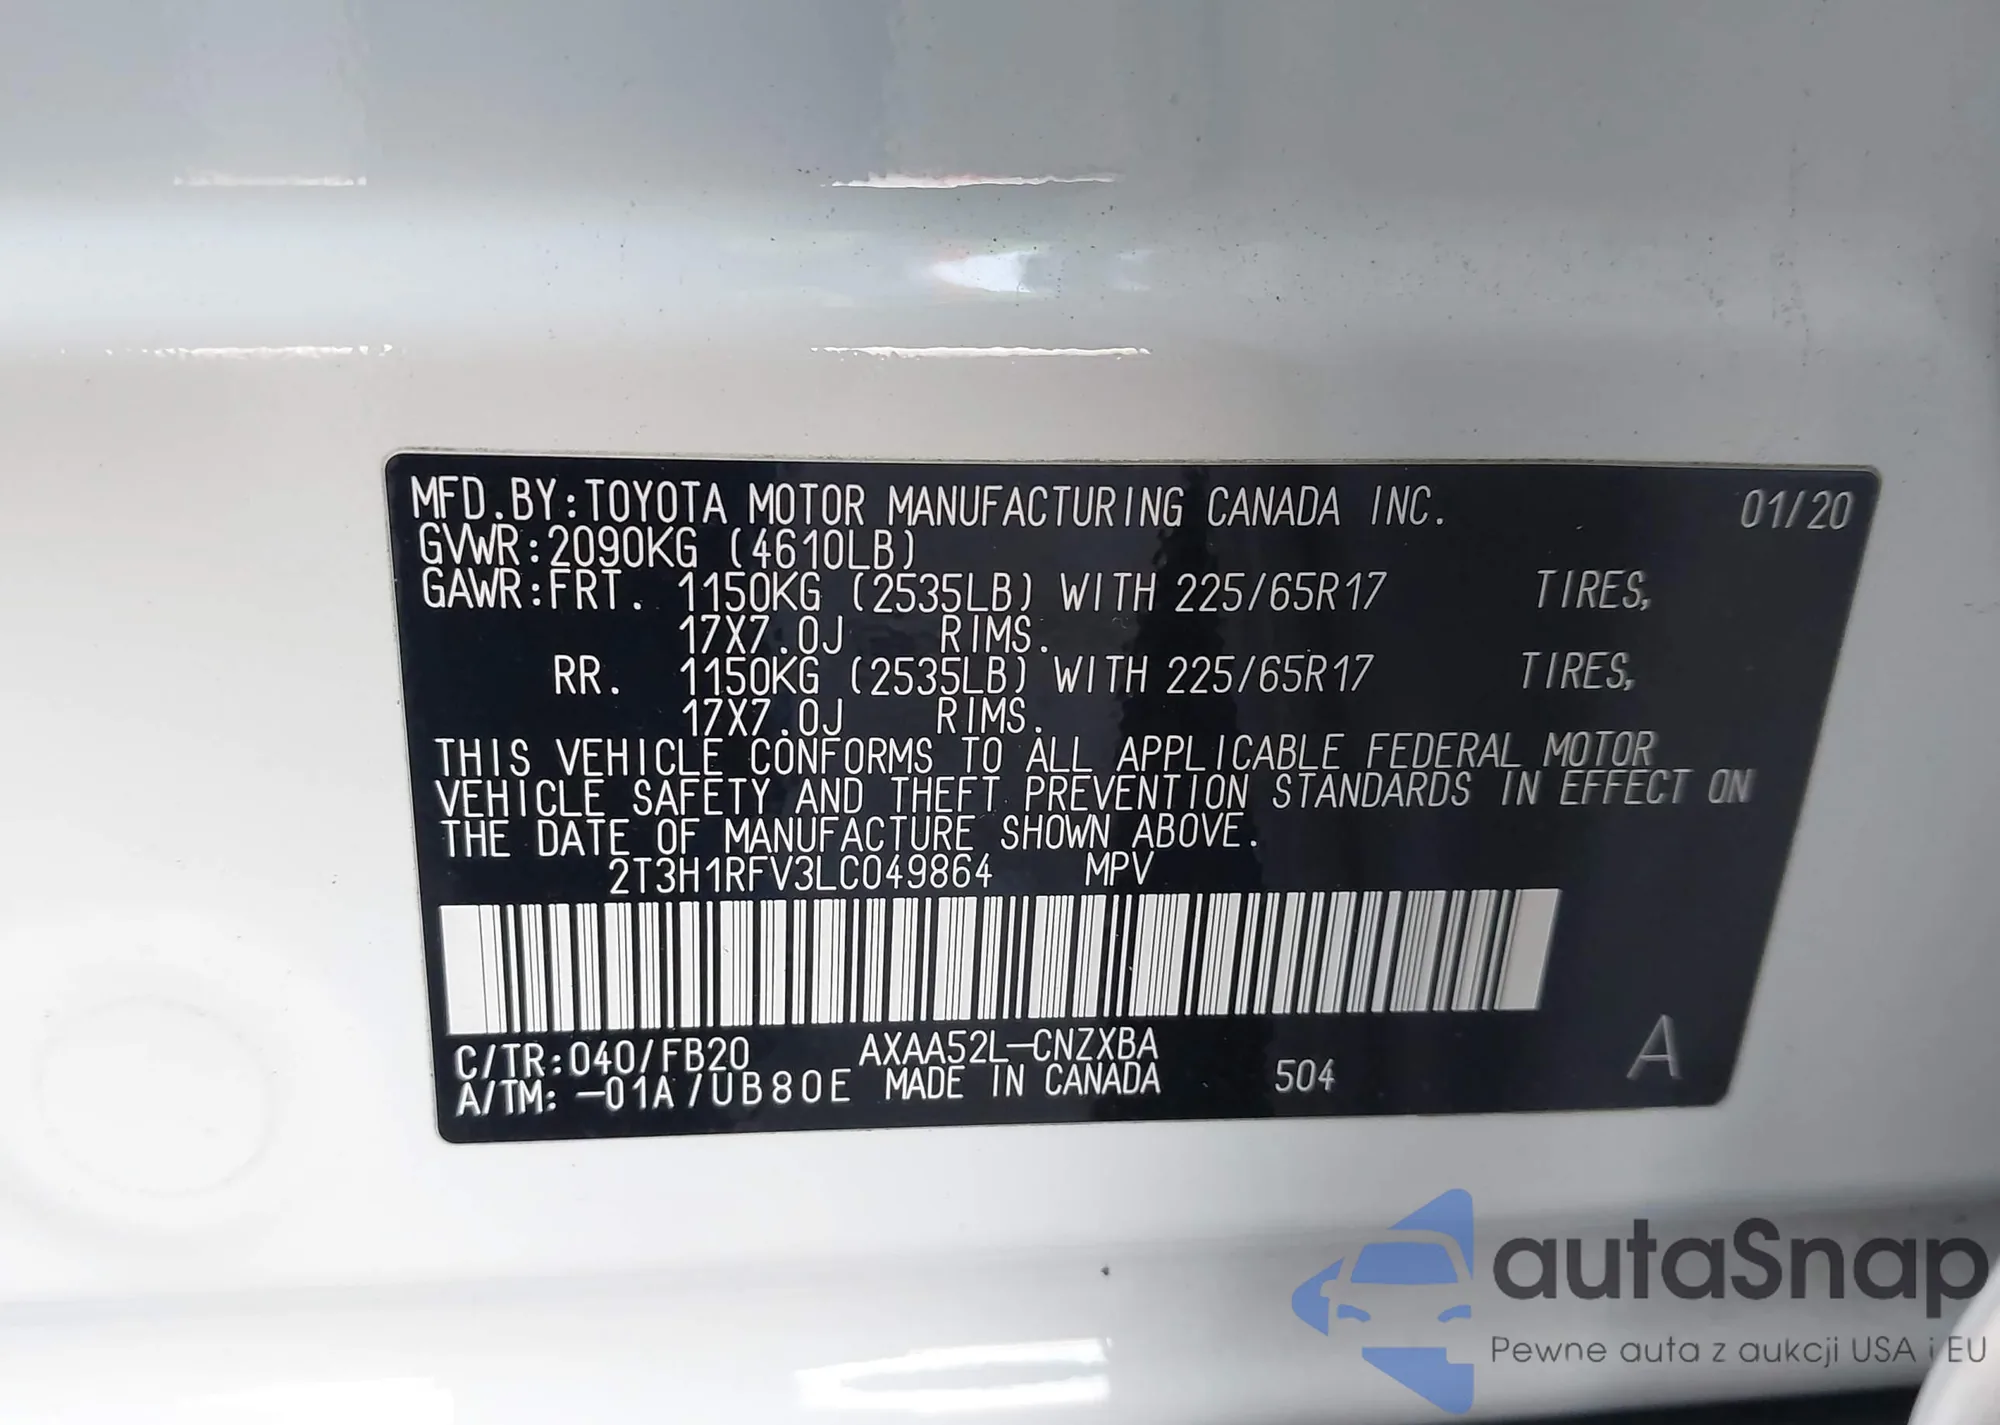 MFD.BY:TOYOTA MOTOR MANUFACTURING CANADA INC. 01/20
GVWR:2090KG (4610LB)
GAWR:FRT. 1150KG (2535LB) WITH 225/65R17 TIRES,
17X7.0J RIMS.
RR. 1150KG (2535LB) WITH 225/65R17 TIRES,
17X7.0J RIMS.
THIS VEHICLE CONFORMS TO ALL APPLICABLE FEDERAL MOTOR
VEHICLE SAFETY AND THEFT PREVENTION STANDARDS IN EFFECT ON
THE DATE OF MANUFACTURE SHOWN ABOVE.
2T3H1RFV3LC049864 MPV
C/TR:040/FB20 AXAA52L-CNZXBA
A/TM:-01A/UB80E MADE IN CANADA 504 A
autaSnap
Pewne auta z aukcji USA i EU